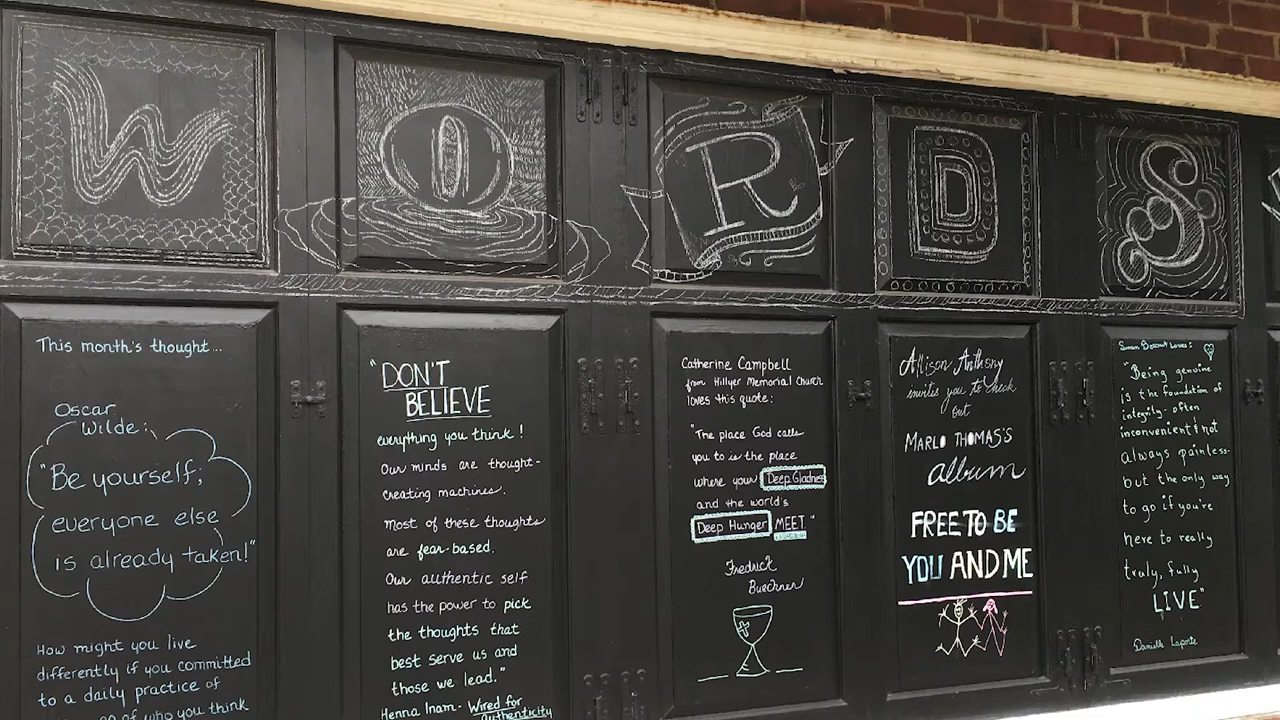 W O R D S
This month's thought...
Oscar
Wilde:
"Be yourself;
everyone else
is already taken!"
How might you live
differently if you committed
to a daily practice of
of who you think
"DON'T
BELIEVE
everything you think!
Our minds are thought-
creating machines.
Most of these thoughts
are fear-based.
Our authentic self
has the power to pick
the thoughts that
best serve us and
those we lead."
Henna Inam - Wired for
Authenticity
Catherine Campbell
from Hillyer Memorial Church
loves this quote:
"The place God calls
you to is the place
where your Deep Gladness
and the world's
Deep Hunger MEET."
Fredrick
Buechner
Allison Anthony
invites you to check
out
MARLO THOMAS'S
album
FREE TO BE
YOU AND ME
Loves:
"Being genuine
is the foundation of
integrity: often
inconvenient & not
always painless-
but the only way
to go if you're
here to really
truly, fully
LIVE"
Danielle Laporte